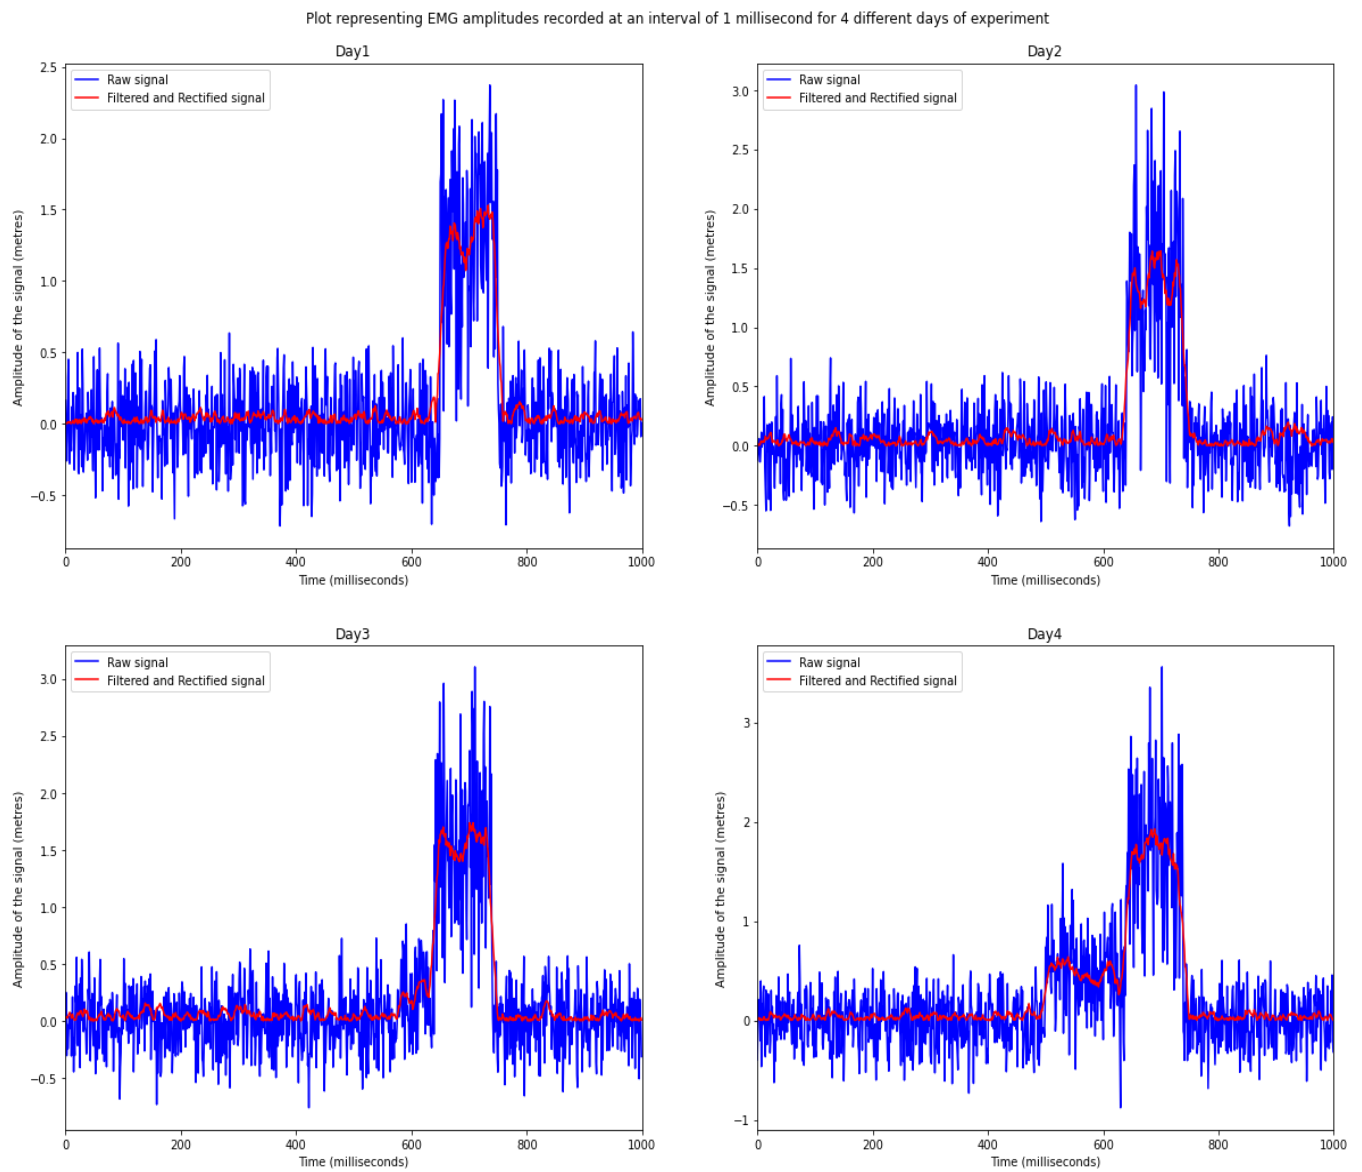 Plot representing EMG amplitudes recorded at an interval of 1 millisecond for 4 different days of experiment
Day1
Raw signal
Filtered and Rectified signal
Amplitude of the signal (metres)
2.5
2.0
1.5
1.0
0.5
0.0
−0.5
0 200 400 600 800 1000
Time (milliseconds)
Day2
Raw signal
Filtered and Rectified signal
Amplitude of the signal (metres)
3.0
2.5
2.0
1.5
1.0
0.5
0.0
−0.5
0 200 400 600 800 1000
Time (milliseconds)
Day3
Raw signal
Filtered and Rectified signal
Amplitude of the signal (metres)
3.0
2.5
2.0
1.5
1.0
0.5
0.0
−0.5
0 200 400 600 800 1000
Time (milliseconds)
Day4
Raw signal
Filtered and Rectified signal
Amplitude of the signal (metres)
3
2
1
0
−1
0 200 400 600 800 1000
Time (milliseconds)